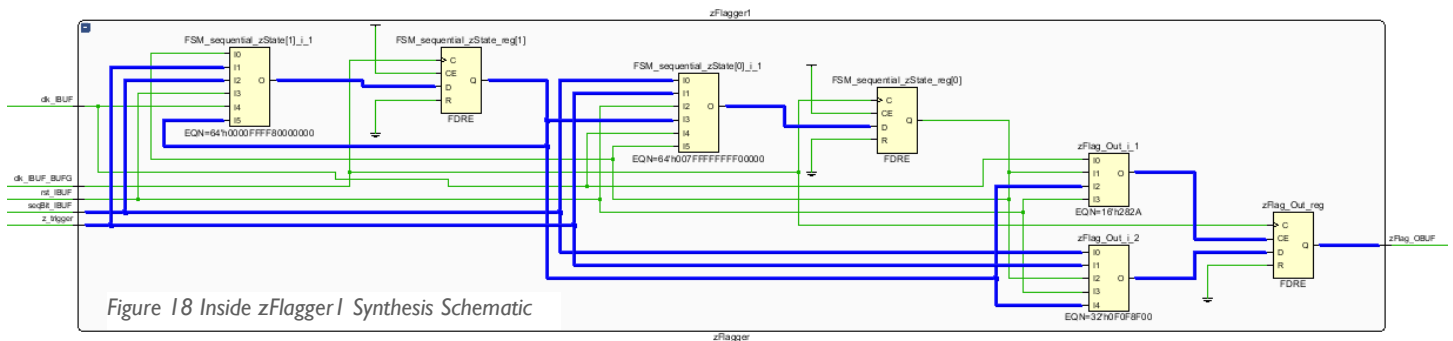 zFlagger1
FSM_sequential_zState[1]_i_1
I0
I1
I2
I3
I4
I5
O
EQN=64'h0000FFFF80000000
FSM_sequential_zState_reg[1]
C
CE
D
R
Q
FDRE
FSM_sequential_zState[0]_i_1
I0
I1
I2
I3
I4
I5
O
EQN=64'h007FFFFFFFF00000
FSM_sequential_zState_reg[0]
C
CE
D
R
Q
FDRE
clk_IBUF
clk_IBUF_BUFG
rst_IBUF
seqBit_IBUF
z_trigger
zFlag_Out_i_1
I0
I1
I2
I3
O
EQN=16'h282A
zFlag_Out_i_2
I0
I1
I2
I3
I4
O
EQN=32'h0F0F8F00
zFlag_Out_reg
C
CE
D
R
Q
FDRE
zFlag_OBUF
Figure 18 Inside zFlagger1 Synthesis Schematic
zFlagger